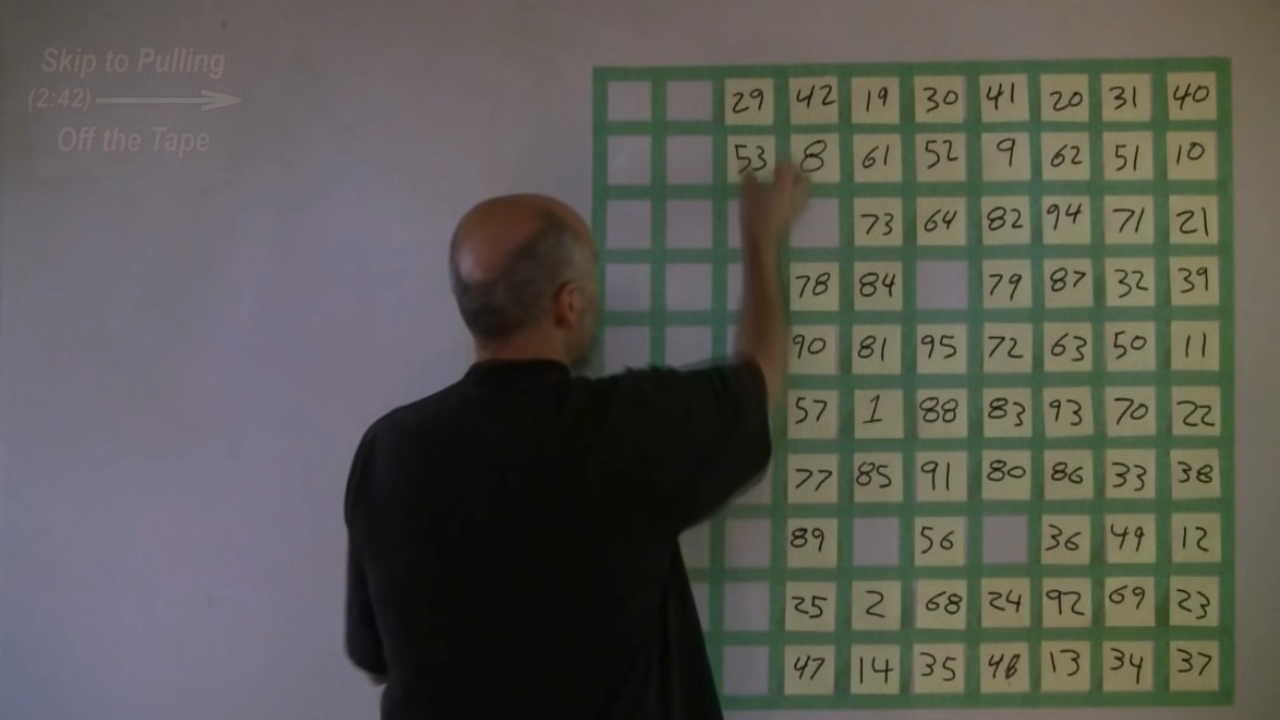 Skip to Pulling
(2:42)
Off the Tape
29 42 19 30 41 20 31 40
53 8 61 52 9 62 51 10
73 64 82 94 71 21
78 84 79 87 32 39
90 81 95 72 63 50 11
57 1 88 83 93 70 22
77 85 91 80 86 33 38
89 56 36 49 12
25 2 68 24 92 69 23
47 14 35 48 13 34 37